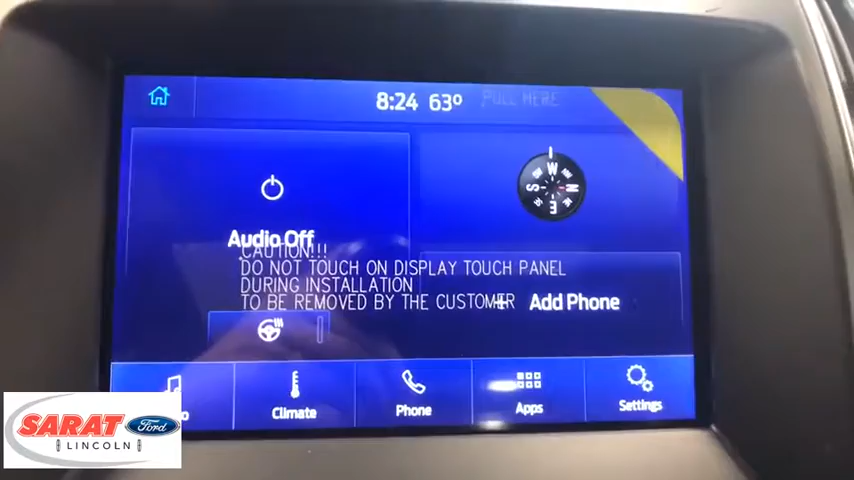 8:24 63°
PULL HERE
W
S
N
E
Audio Off
CAUTION!!!
DO NOT TOUCH ON DISPLAY TOUCH PANEL
DURING INSTALLATION
TO BE REMOVED BY THE CUSTOMER
+ Add Phone
Climate
Phone
Apps
Settings
SARAT
Ford
LINCOLN